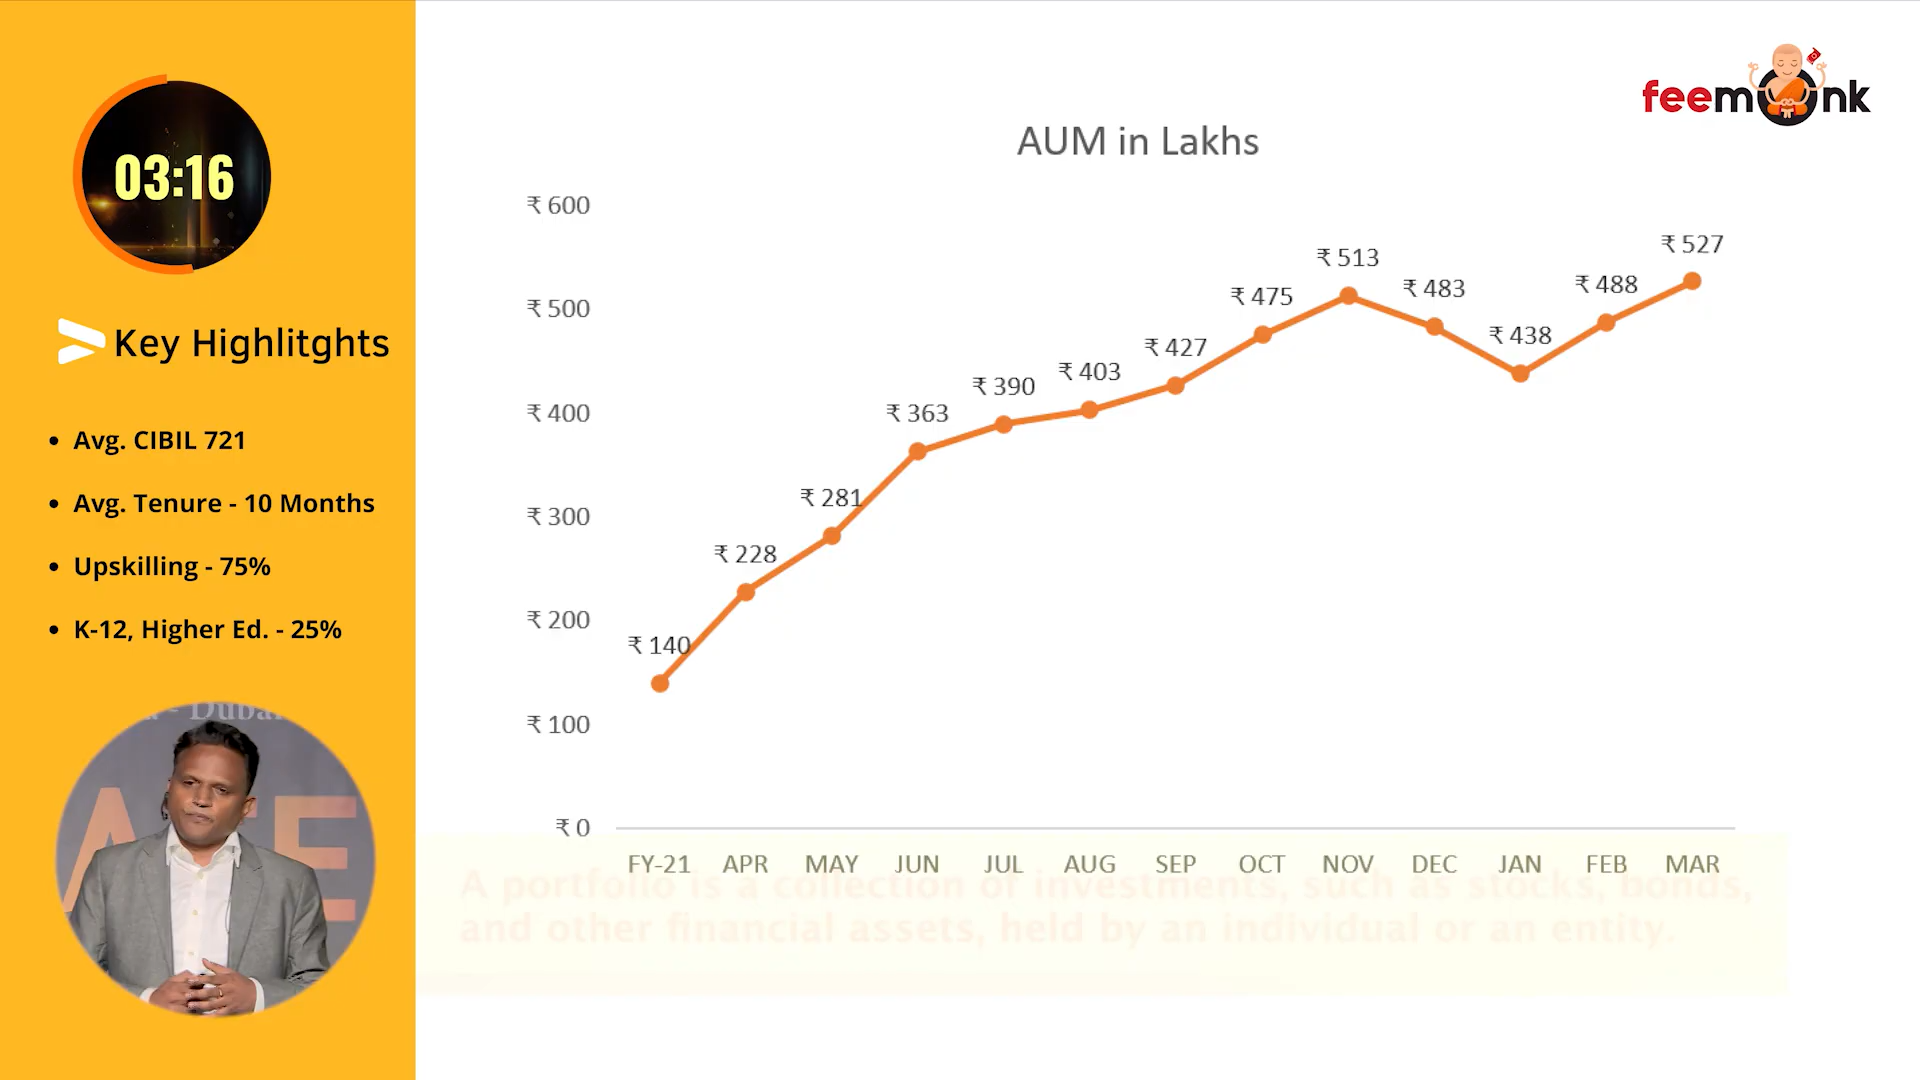 03:16
Key Highlitghts
Avg. CIBIL 721
Avg. Tenure - 10 Months
Upskilling - 75%
K-12, Higher Ed. - 25%
Dubai
feemonk
AUM in Lakhs
₹ 600
₹ 500
₹ 400
₹ 300
₹ 200
₹ 100
₹ 0
₹ 140
₹ 228
₹ 281
₹ 363
₹ 390
₹ 403
₹ 427
₹ 475
₹ 513
₹ 483
₹ 438
₹ 488
₹ 527
FY-21 APR MAY JUN JUL AUG SEP OCT NOV DEC JAN FEB MAR
A portfolio is a collection of investments, such as stocks, bonds,
and other financial assets, held by an individual or an entity.